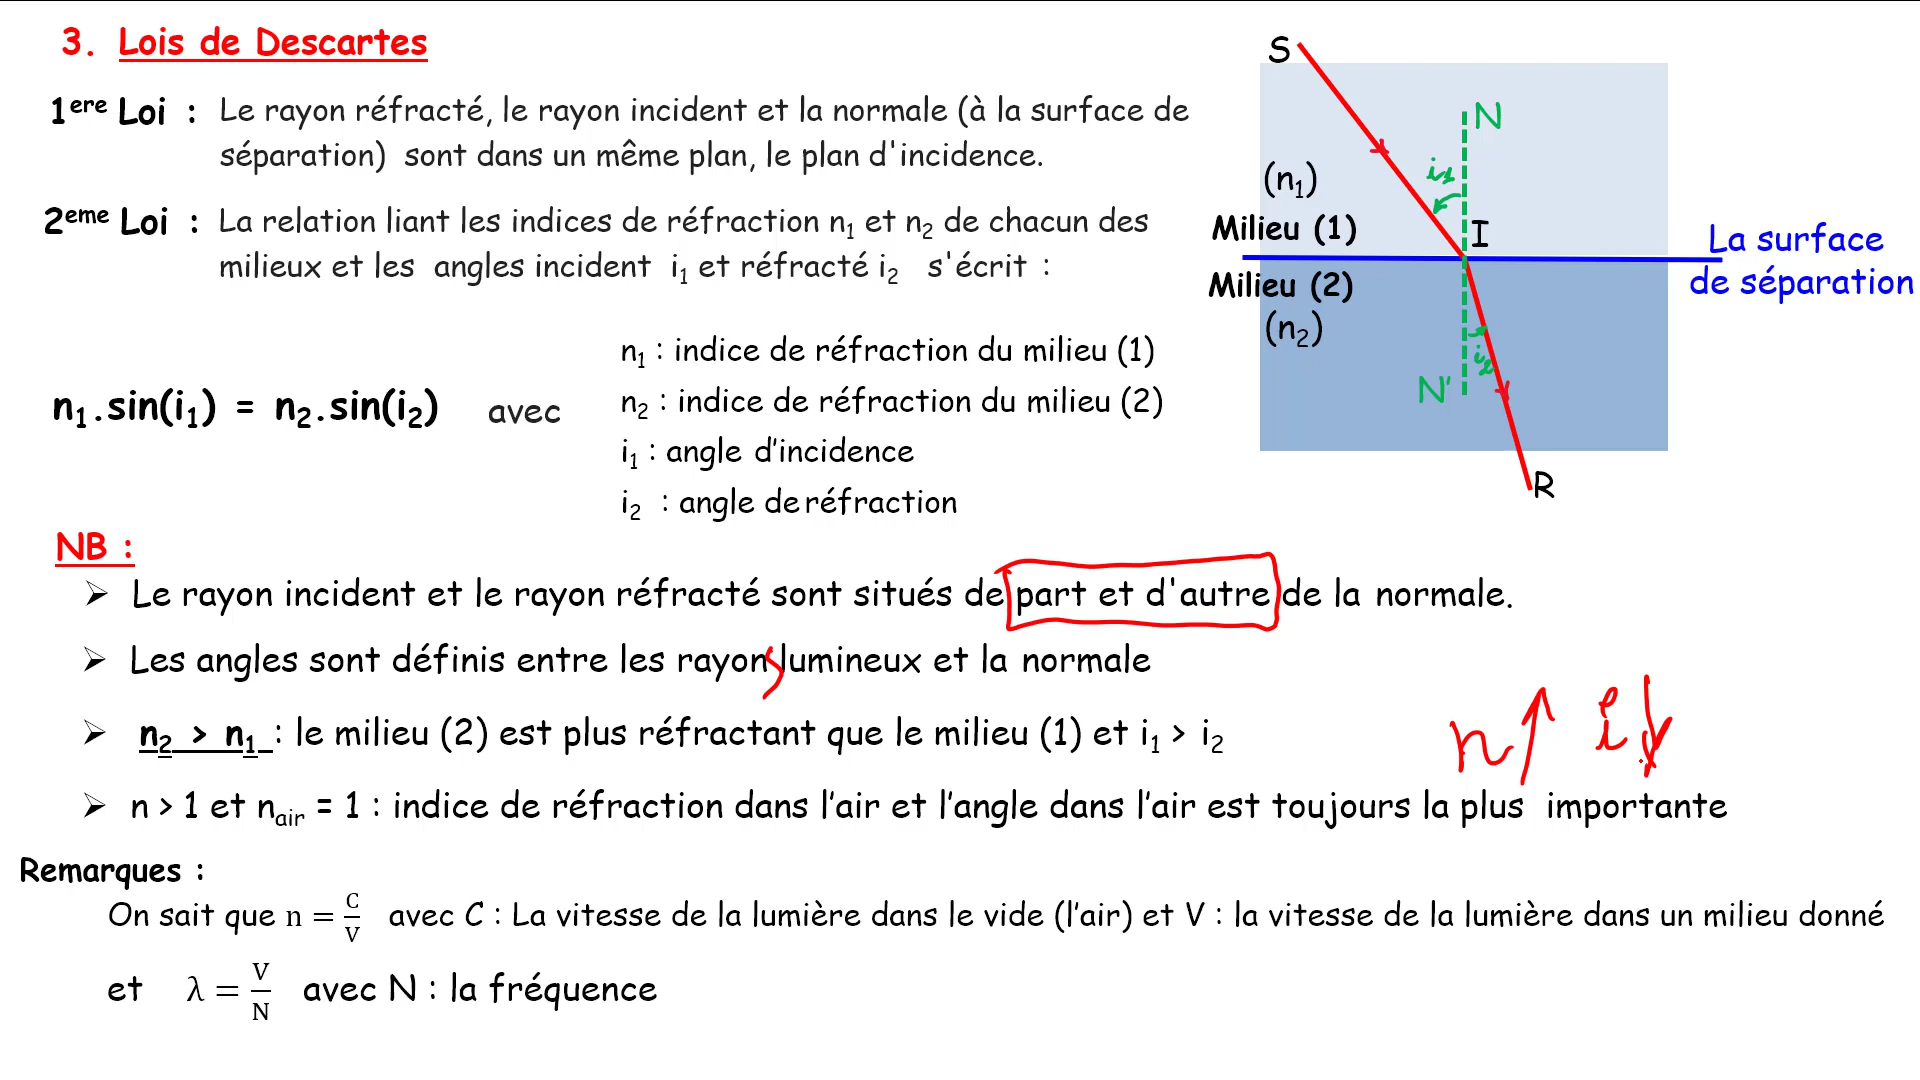 3. Lois de Descartes
1ere Loi : Le rayon réfracté, le rayon incident et la normale (à la surface de
séparation) sont dans un même plan, le plan d'incidence.
2eme Loi : La relation liant les indices de réfraction n1 et n2 de chacun des
milieux et les angles incident i1 et réfracté i2 s'écrit :
n1.sin(i1) = n2.sin(i2) avec
n1 : indice de réfraction du milieu (1)
n2 : indice de réfraction du milieu (2)
i1 : angle d’incidence
i2 : angle de réfraction
S
N
i1
(n1)
Milieu (1)
I
La surface
de séparation
Milieu (2)
(n2)
i2
N'
R
NB :
➢ Le rayon incident et le rayon réfracté sont situés de part et d'autre de la normale.
➢ Les angles sont définis entre les rayons lumineux et la normale
➢ n2 > n1 : le milieu (2) est plus réfractant que le milieu (1) et i1 > i2
n↑ i↓
➢ n > 1 et nair = 1 : indice de réfraction dans l’air et l’angle dans l’air est toujours la plus importante
Remarques :
On sait que n = C/V avec C : La vitesse de la lumière dans le vide (l’air) et V : la vitesse de la lumière dans un milieu donné
et λ = V/N avec N : la fréquence